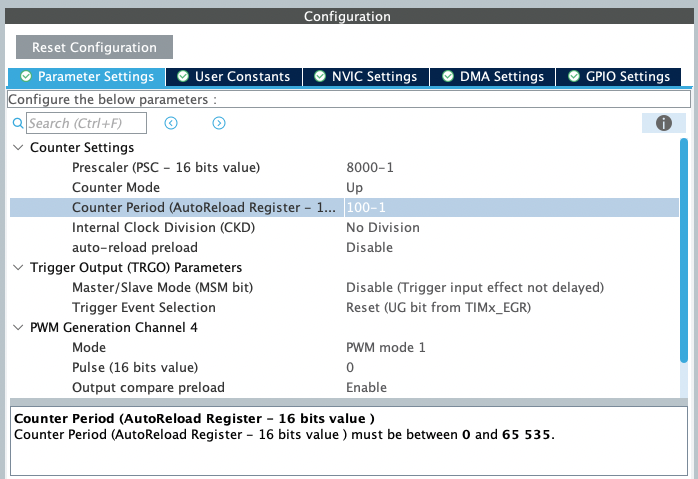 Configuration
Reset Configuration
Parameter Settings User Constants NVIC Settings DMA Settings GPIO Settings
Configure the below parameters :
Search (Ctrl+F)
Counter Settings
Prescaler (PSC - 16 bits value) 8000-1
Counter Mode Up
Counter Period (AutoReload Register - 1... 100-1
Internal Clock Division (CKD) No Division
auto-reload preload Disable
Trigger Output (TRGO) Parameters
Master/Slave Mode (MSM bit) Disable (Trigger input effect not delayed)
Trigger Event Selection Reset (UG bit from TIMx_EGR)
PWM Generation Channel 4
Mode PWM mode 1
Pulse (16 bits value) 0
Output compare preload Enable
Counter Period (AutoReload Register - 16 bits value )
Counter Period (AutoReload Register - 16 bits value ) must be between 0 and 65 535.